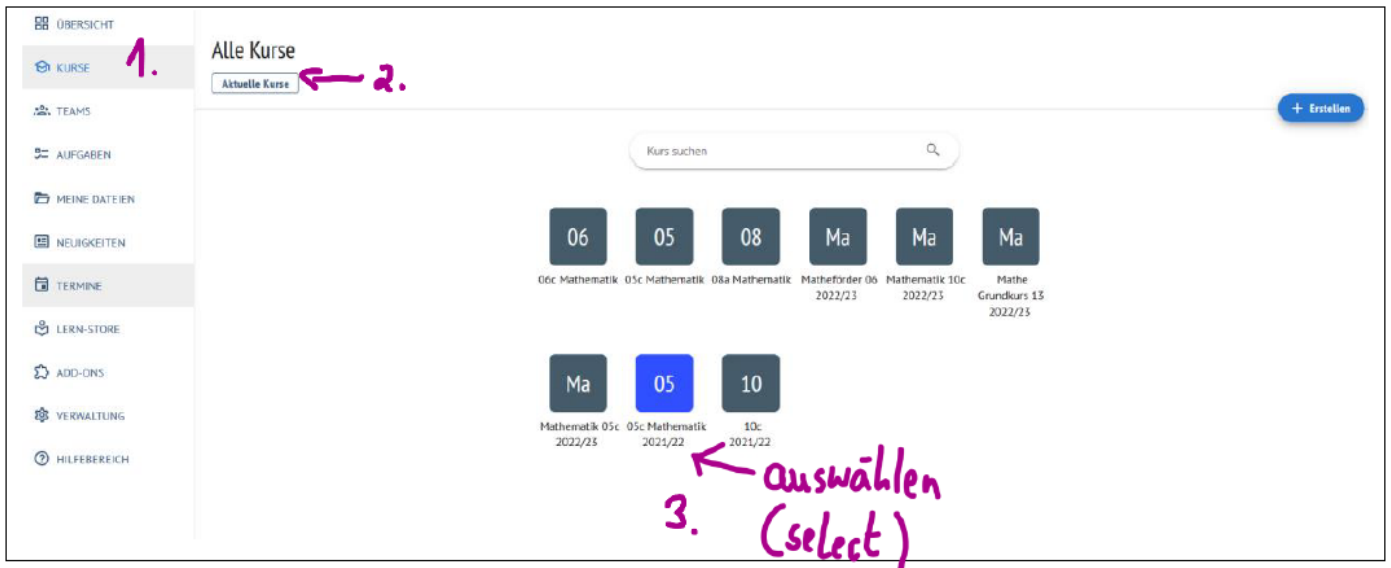 ÜBERSICHT
KURSE
1.
TEAMS
AUFGABEN
MEINE DATEIEN
NEUIGKEITEN
TERMINE
LERN-STORE
ADD-ONS
VERWALTUNG
HILFEBEREICH
Alle Kurse
Aktuelle Kurse
2.
+ Erstellen
Kurs suchen
06
06c Mathematik
05
05c Mathematik
08
08a Mathematik
Ma
Matheförder 06
2022/23
Ma
Mathematik 10c
2022/23
Ma
Mathe
Grundkurs 13
2022/23
Ma
Mathematik 05c
2022/23
05
05c Mathematik
2021/22
10
10c
2021/22
3.
auswählen
(select)